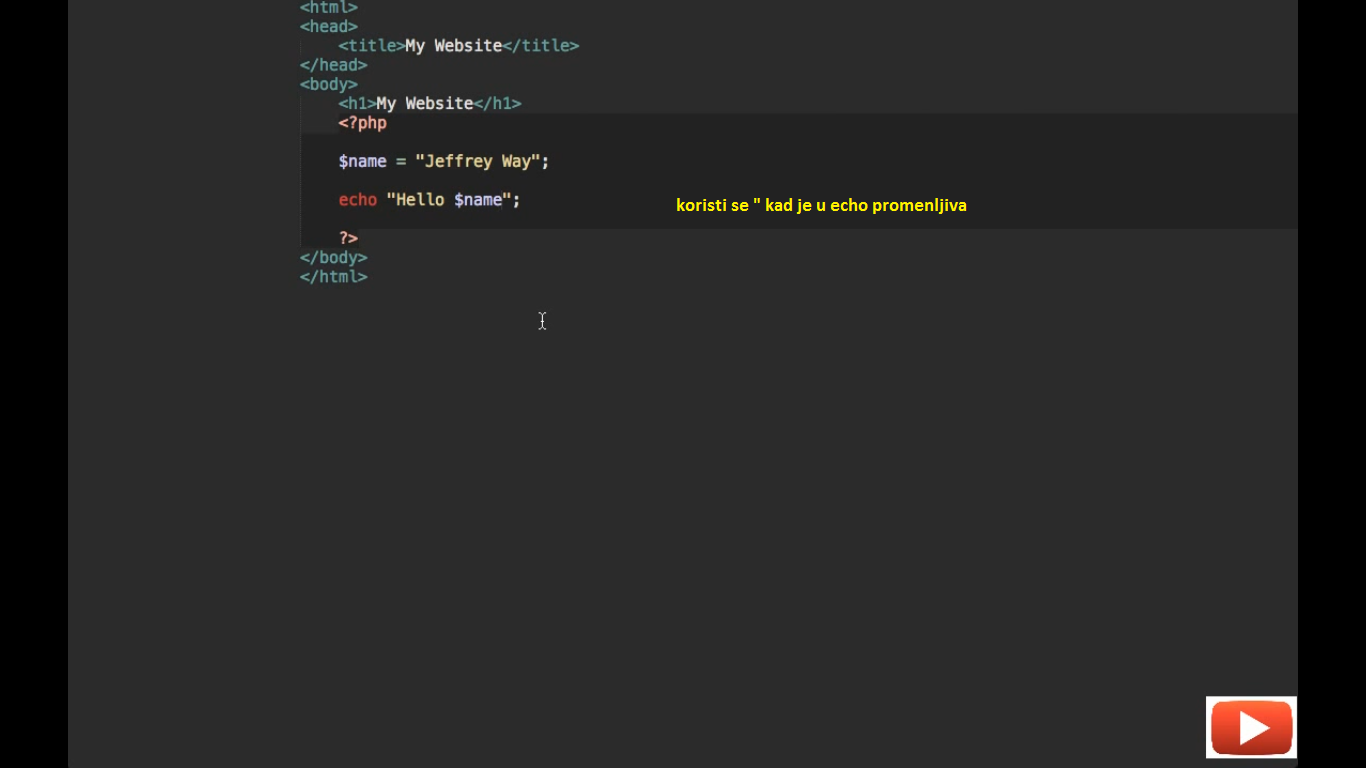 <html>
<head>
    <title>My Website</title>
</head>
<body>
    <h1>My Website</h1>
    <?php
    $name = "Jeffrey Way";
    echo "Hello $name";
koristi se " kad je u echo promenljiva
    ?>
</body>
</html>